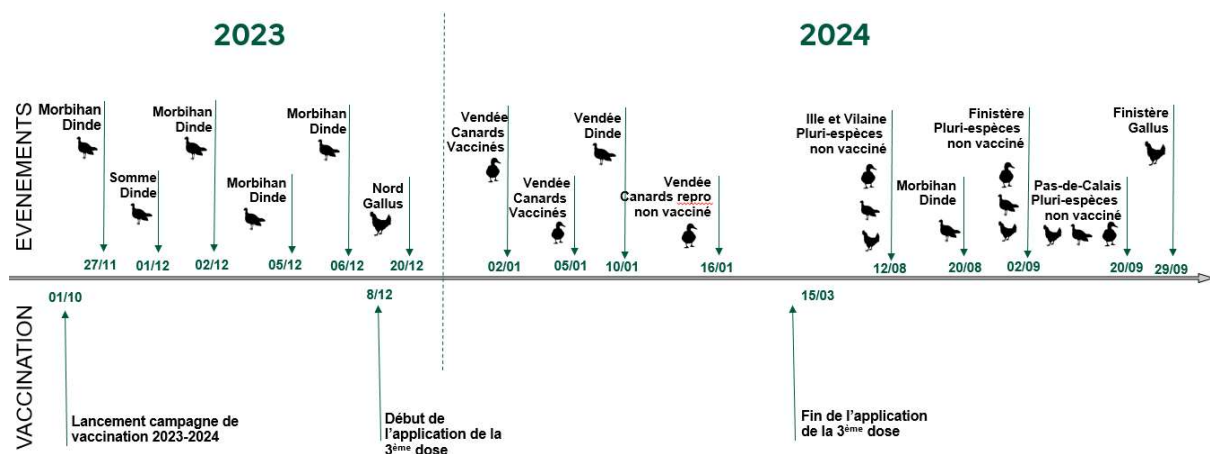 2023
2024
EVENEMENTS
Morbihan
Dinde
27/11
Somme
Dinde
01/12
Morbihan
Dinde
02/12
Morbihan
Dinde
05/12
Morbihan
Dinde
06/12
Nord
Gallus
20/12
Vendée
Canards
Vaccinés
02/01
Vendée
Canards
Vaccinés
05/01
Vendée
Dinde
10/01
Vendée
Canards repro
non vacciné
16/01
Ille et Vilaine
Pluri-espèces
non vacciné
12/08
Morbihan
Dinde
20/08
Finistère
Pluri-espèces
non vacciné
02/09
Pas-de-Calais
Pluri-espèces
non vacciné
20/09
Finistère
Gallus
29/09
VACCINATION
01/10
Lancement campagne de
vaccination 2023-2024
8/12
Début de
l'application de la
3ème dose
15/03
Fin de l'application
de la 3ème dose